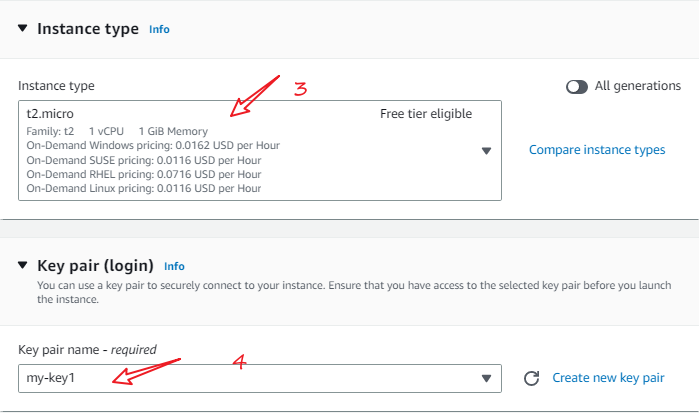 Instance type Info
Instance type
All generations
3
t2.micro Free tier eligible
Family: t2 1 vCPU 1 GiB Memory
On-Demand Windows pricing: 0.0162 USD per Hour
On-Demand SUSE pricing: 0.0116 USD per Hour
On-Demand RHEL pricing: 0.0716 USD per Hour
On-Demand Linux pricing: 0.0116 USD per Hour
Compare instance types
Key pair (login) Info
You can use a key pair to securely connect to your instance. Ensure that you have access to the selected key pair before you launch
the instance.
Key pair name - required
4
my-key1
Create new key pair